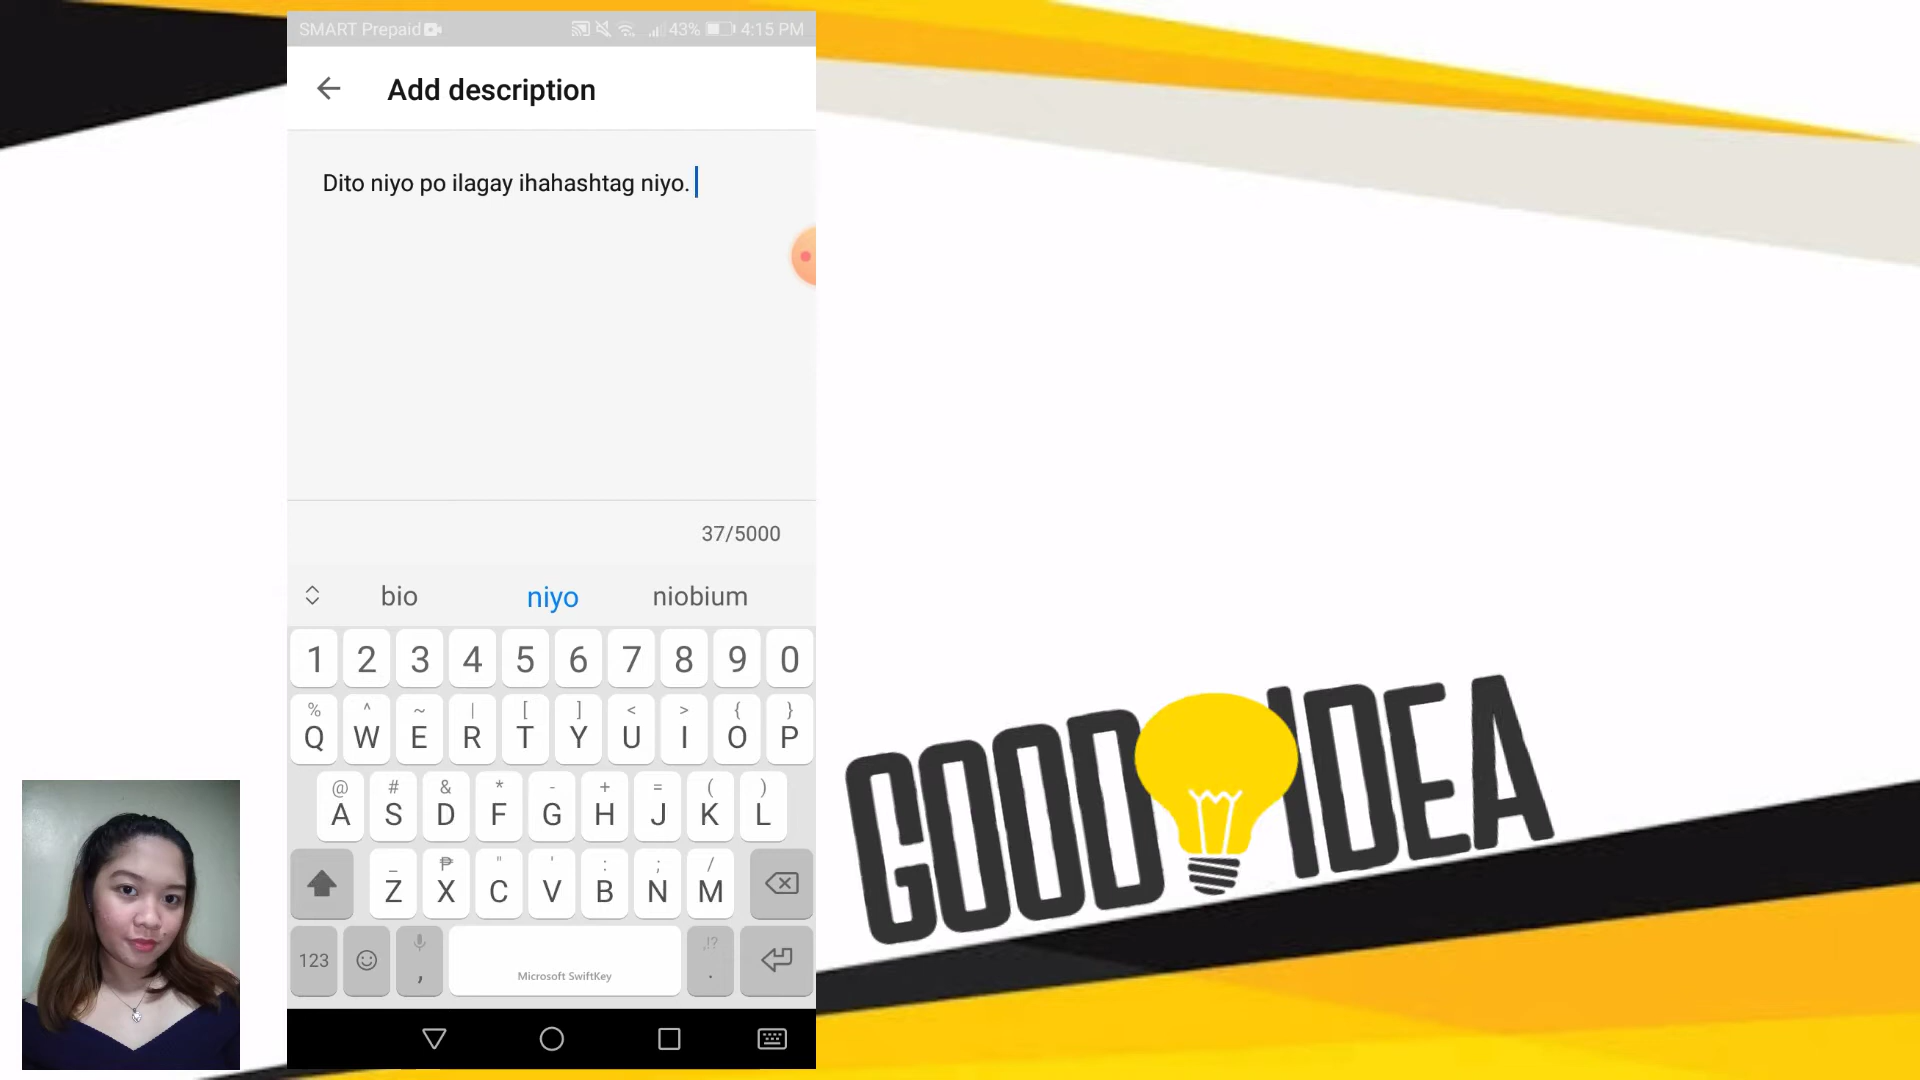 SMART Prepaid 43% 4:15 PM
Add description
Dito niyo po ilagay ihahashtag niyo.
37/5000
bio niyo niobium
1 2 3 4 5 6 7 8 9 0
% ^ ~ | [ ] < > { }
Q W E R T Y U I O P
@ # & * - + = ( )
A S D F G H J K L
_ ₱ " ' : ; /
Z X C V B N M
123 , Microsoft SwiftKey ,!? .
GOOD IDEA